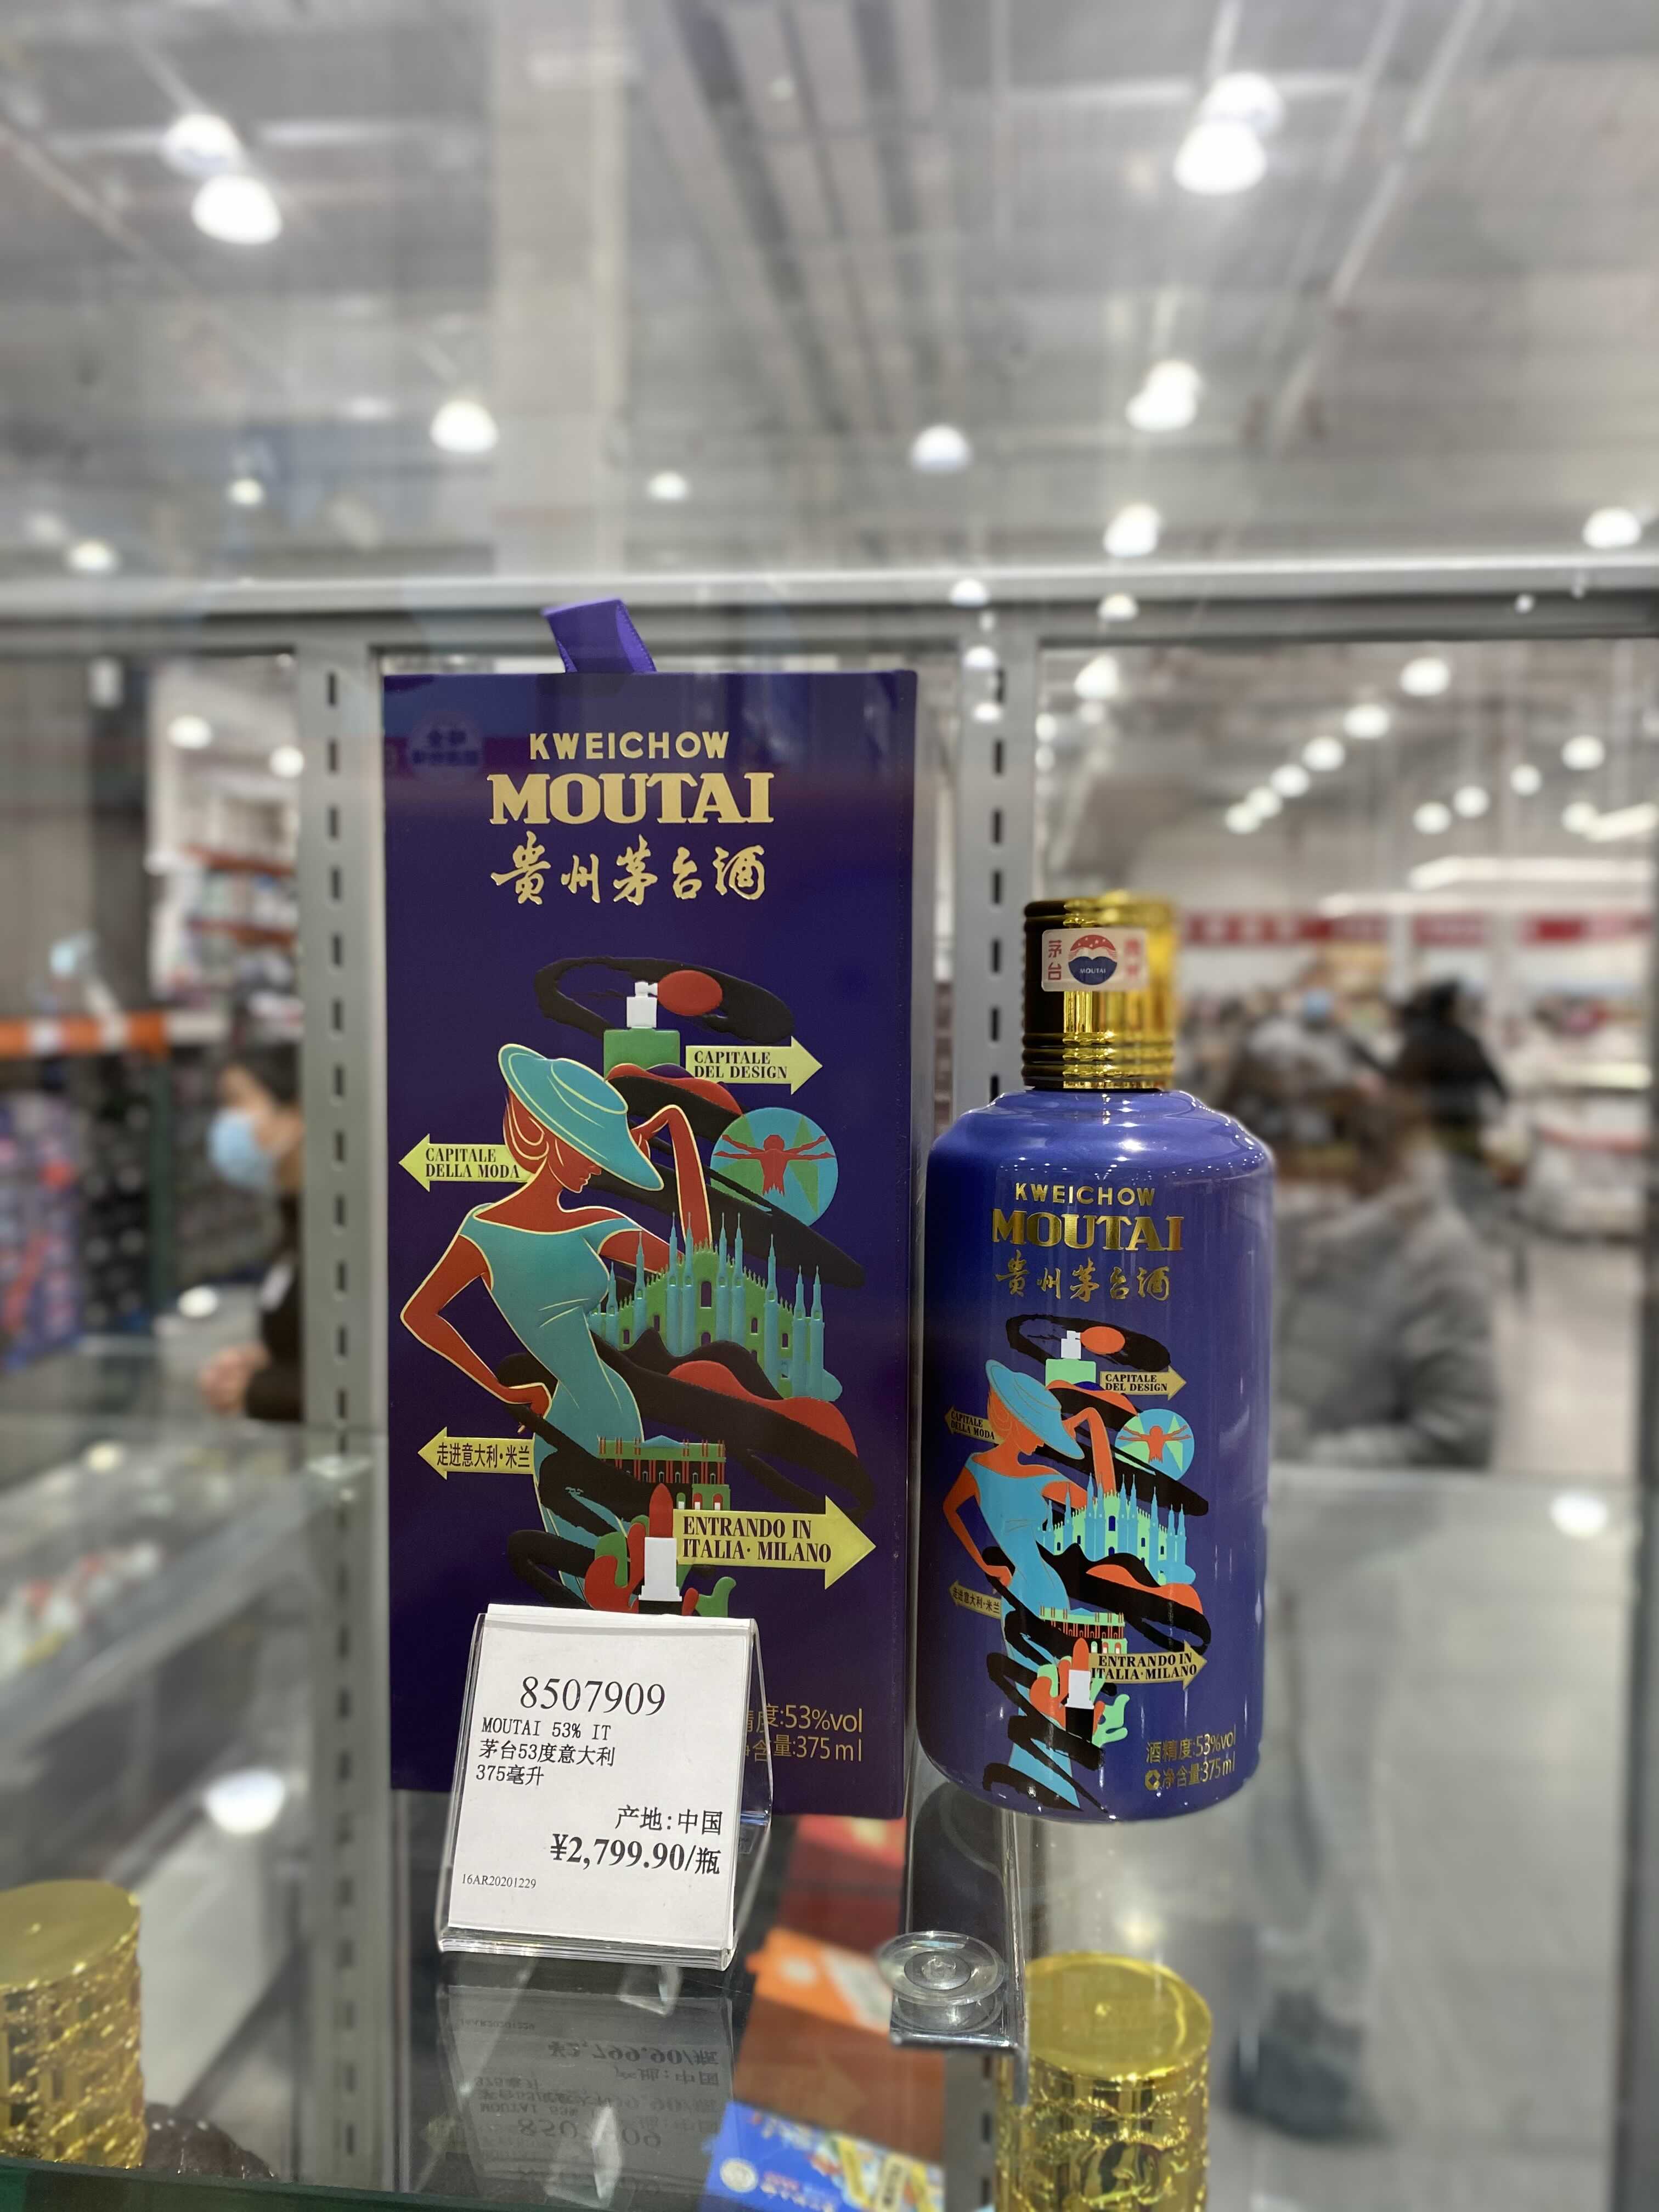 KWEICHOW
MOUTAI
贵州茅台酒
CAPITALE
DEL DESIGN
CAPITALE
DELLA MODA
走进意大利·米兰
ENTRANDO IN
ITALIA·MILANO
精度:53%vol
含量:375ml
8507909
MOUTAI 53% IT
茅台53度意大利
375毫升
产地:中国
¥2,799.90/瓶
16AR20201229
茅台
MOUTAI
KWEICHOW
MOUTAI
贵州茅台酒
CAPITALE
DEL DESIGN
CAPITALE
DELLA MODA
走进意大利·米兰
ENTRANDO IN
ITALIA·MILANO
酒精度:53%vol
净含量:375ml